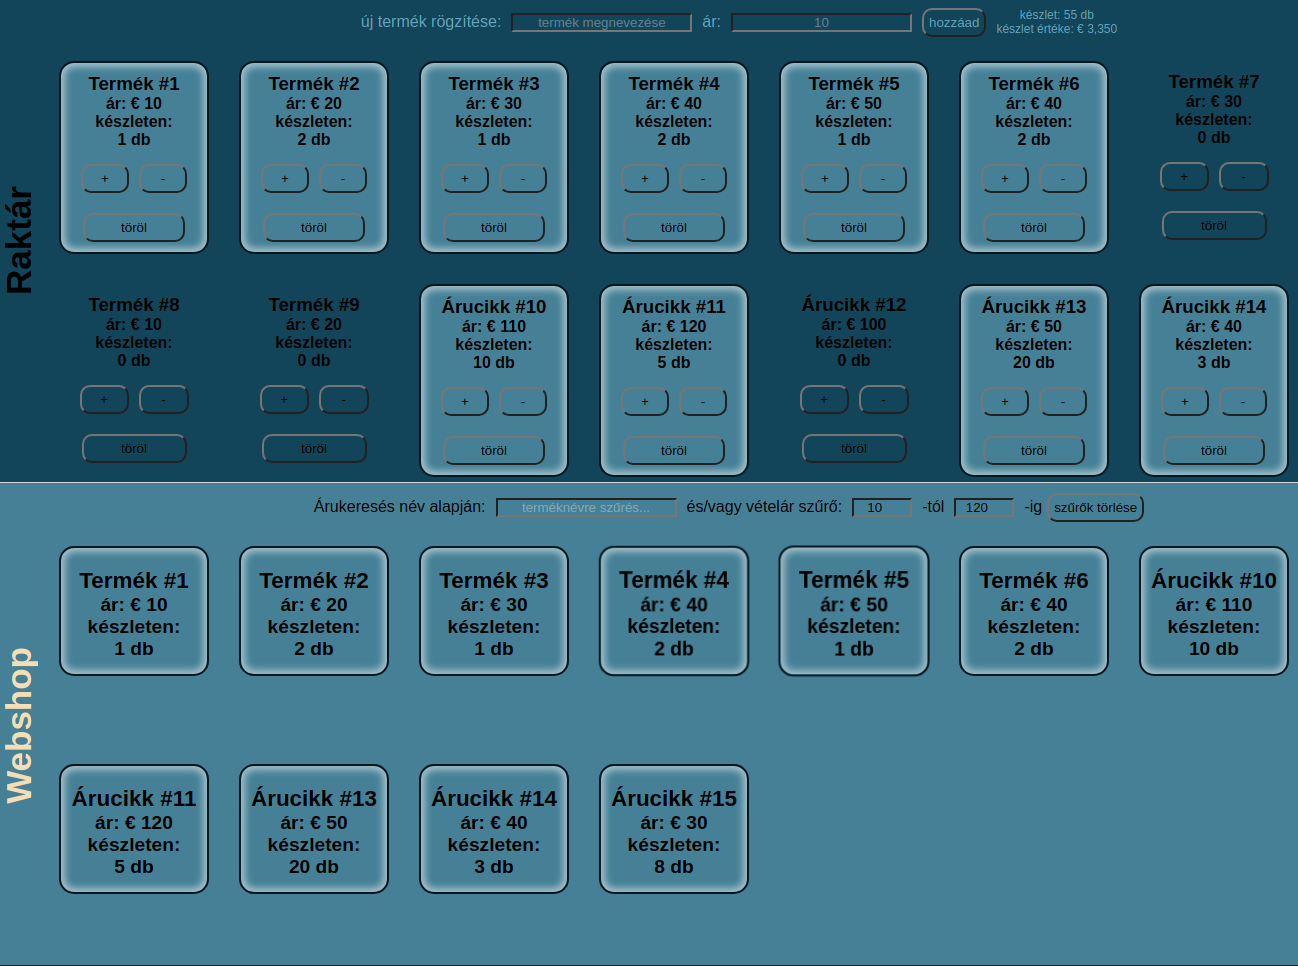 új termék rögzítése: termék megnevezése ár: 10 hozzáad készlet: 55 db
készlet értéke: € 3,350
Raktár
Termék #1
ár: € 10
készleten:
1 db
+ -
töröl
Termék #2
ár: € 20
készleten:
2 db
+ -
töröl
Termék #3
ár: € 30
készleten:
1 db
+ -
töröl
Termék #4
ár: € 40
készleten:
2 db
+ -
töröl
Termék #5
ár: € 50
készleten:
1 db
+ -
töröl
Termék #6
ár: € 40
készleten:
2 db
+ -
töröl
Termék #7
ár: € 30
készleten:
0 db
+ -
töröl
Termék #8
ár: € 10
készleten:
0 db
+ -
töröl
Termék #9
ár: € 20
készleten:
0 db
+ -
töröl
Árucikk #10
ár: € 110
készleten:
10 db
+ -
töröl
Árucikk #11
ár: € 120
készleten:
5 db
+ -
töröl
Árucikk #12
ár: € 100
készleten:
0 db
+ -
töröl
Árucikk #13
ár: € 50
készleten:
20 db
+ -
töröl
Árucikk #14
ár: € 40
készleten:
3 db
+ -
töröl
Árukeresés név alapján: terméknévre szűrés... és/vagy vételár szűrő: 10 -tól 120 -ig szűrők törlése
Webshop
Termék #1
ár: € 10
készleten:
1 db
Termék #2
ár: € 20
készleten:
2 db
Termék #3
ár: € 30
készleten:
1 db
Termék #4
ár: € 40
készleten:
2 db
Termék #5
ár: € 50
készleten:
1 db
Termék #6
ár: € 40
készleten:
2 db
Árucikk #10
ár: € 110
készleten:
10 db
Árucikk #11
ár: € 120
készleten:
5 db
Árucikk #13
ár: € 50
készleten:
20 db
Árucikk #14
ár: € 40
készleten:
3 db
Árucikk #15
ár: € 30
készleten:
8 db